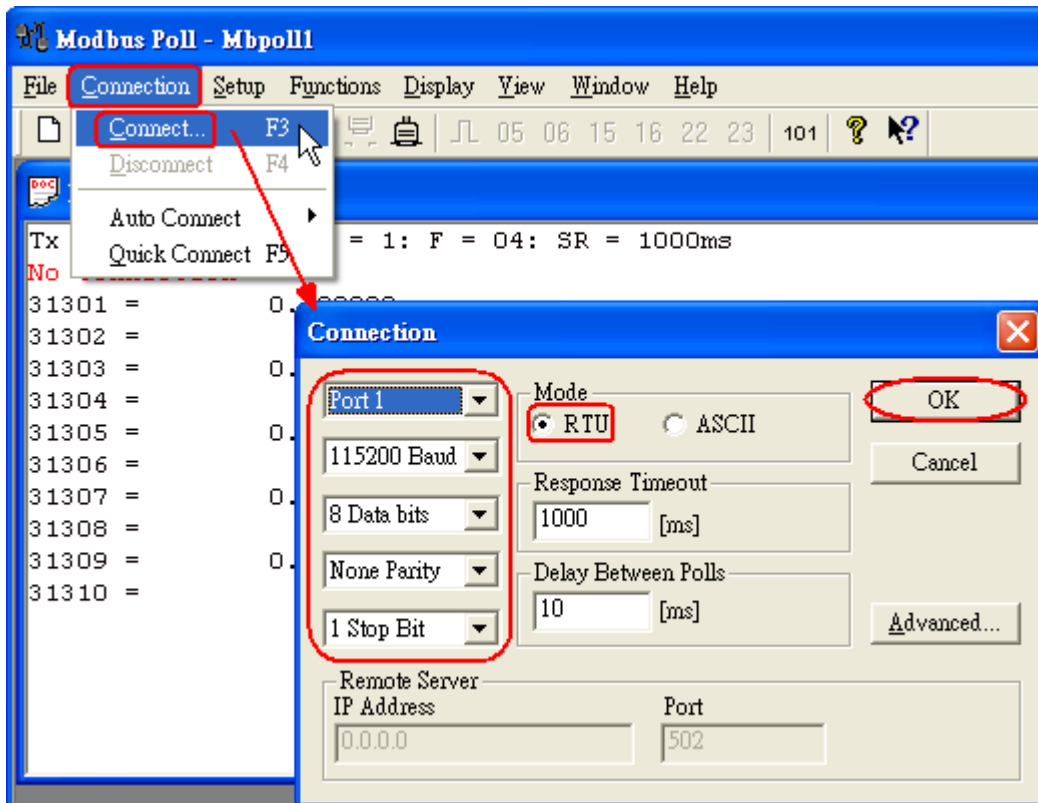 Modbus Poll - Mbpoll1
File Connection Setup Functions Display View Window Help
Connect... F3
05 06 15 16 22 23 101
Disconnect F4
Auto Connect
Quick Connect F5
Tx = 1: F = 04: SR = 1000ms
No
31301 = 0.
31302 =
31303 = 0.
31304 =
31305 = 0.
31306 =
31307 = 0.
31308 =
31309 = 0.
31310 =
Connection
Port 1
115200 Baud
8 Data bits
None Parity
1 Stop Bit
Mode
RTU ASCII
Response Timeout
1000 [ms]
Delay Between Polls
10 [ms]
OK
Cancel
Advanced...
Remote Server
IP Address Port
0.0.0.0 502